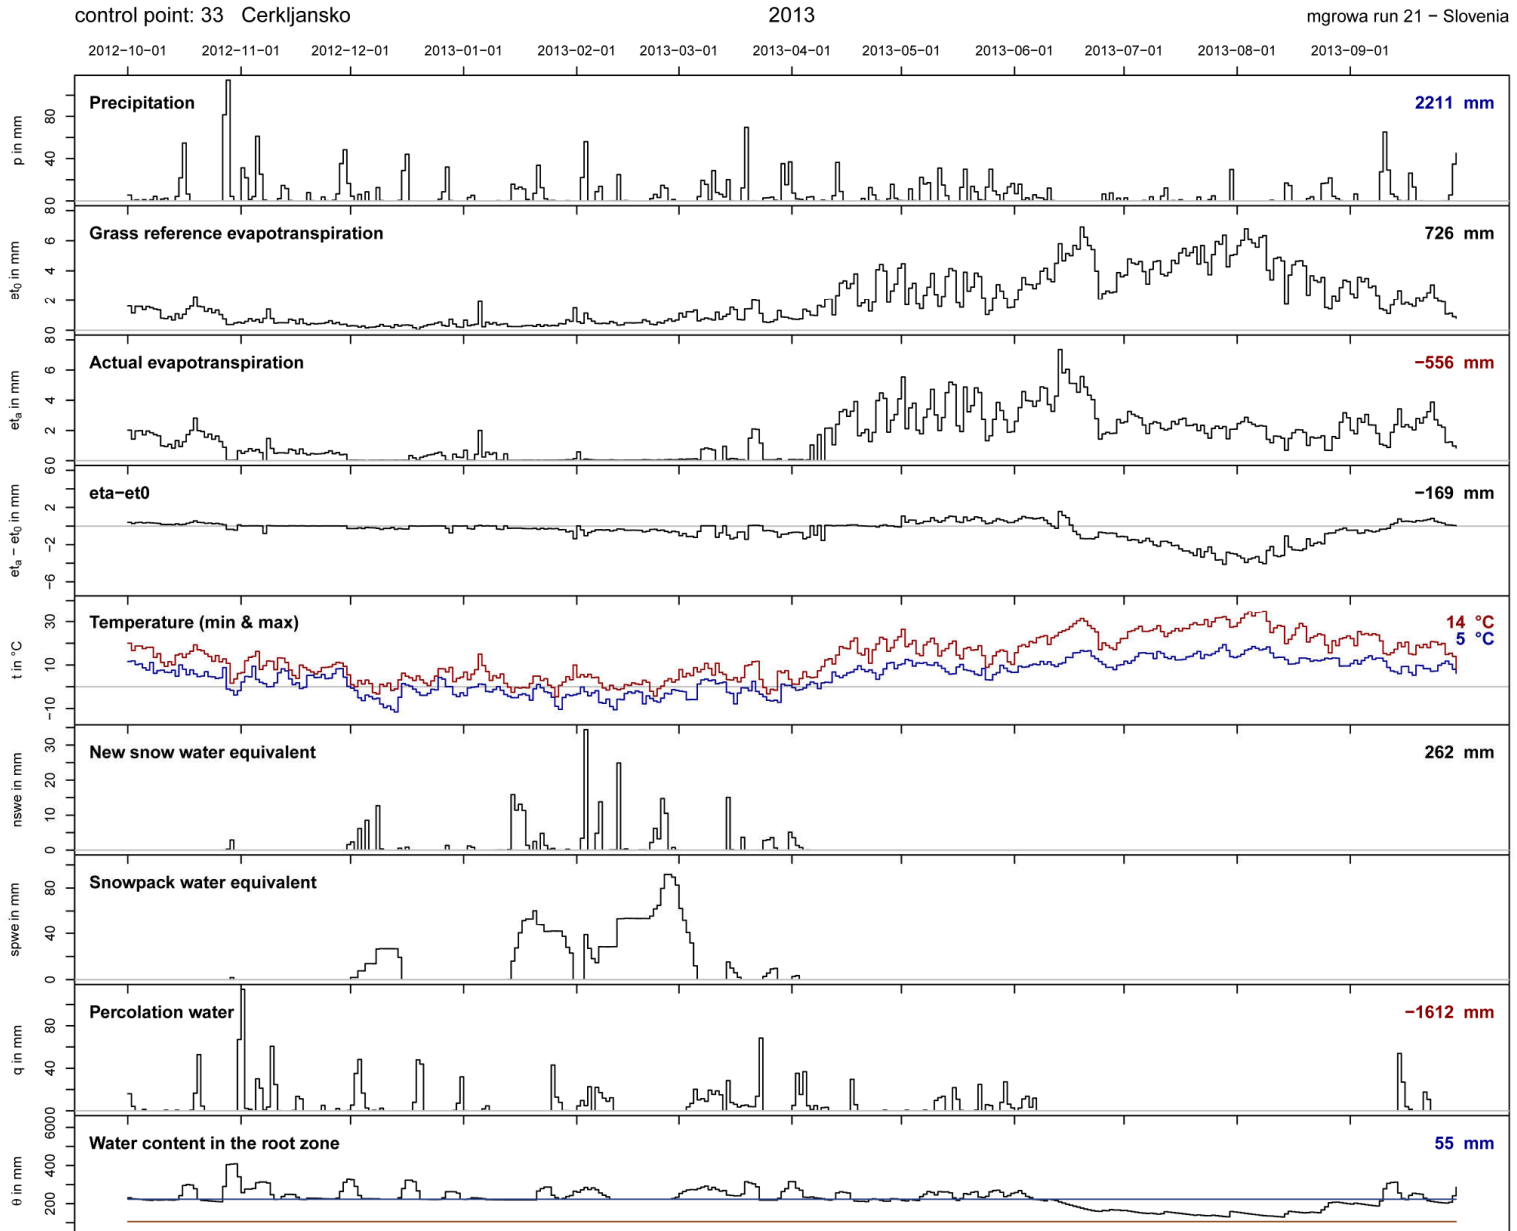 control point: 33 Cerkljansko 2013 mgrowa run 21 − Slovenia
2012−10−01 2012−11−01 2012−12−01 2013−01−01 2013−02−01 2013−03−01 2013−04−01 2013−05−01 2013−06−01 2013−07−01 2013−08−01 2013−09−01
Precipitation 2211 mm
p in mm
0 40 80
Grass reference evapotranspiration 726 mm
et0 in mm
0 2 4 6 8
Actual evapotranspiration −556 mm
eta in mm
0 2 4 6 8
eta−et0 −169 mm
eta − et0 in mm
−6 −2 2 6
Temperature (min & max) 14 °C
5 °C
t in °C
−10 10 30
New snow water equivalent 262 mm
nswe in mm
0 10 20 30
Snowpack water equivalent
spwe in mm
0 40 80
Percolation water −1612 mm
q in mm
0 40 80
Water content in the root zone 55 mm
θ in mm
200 400 600